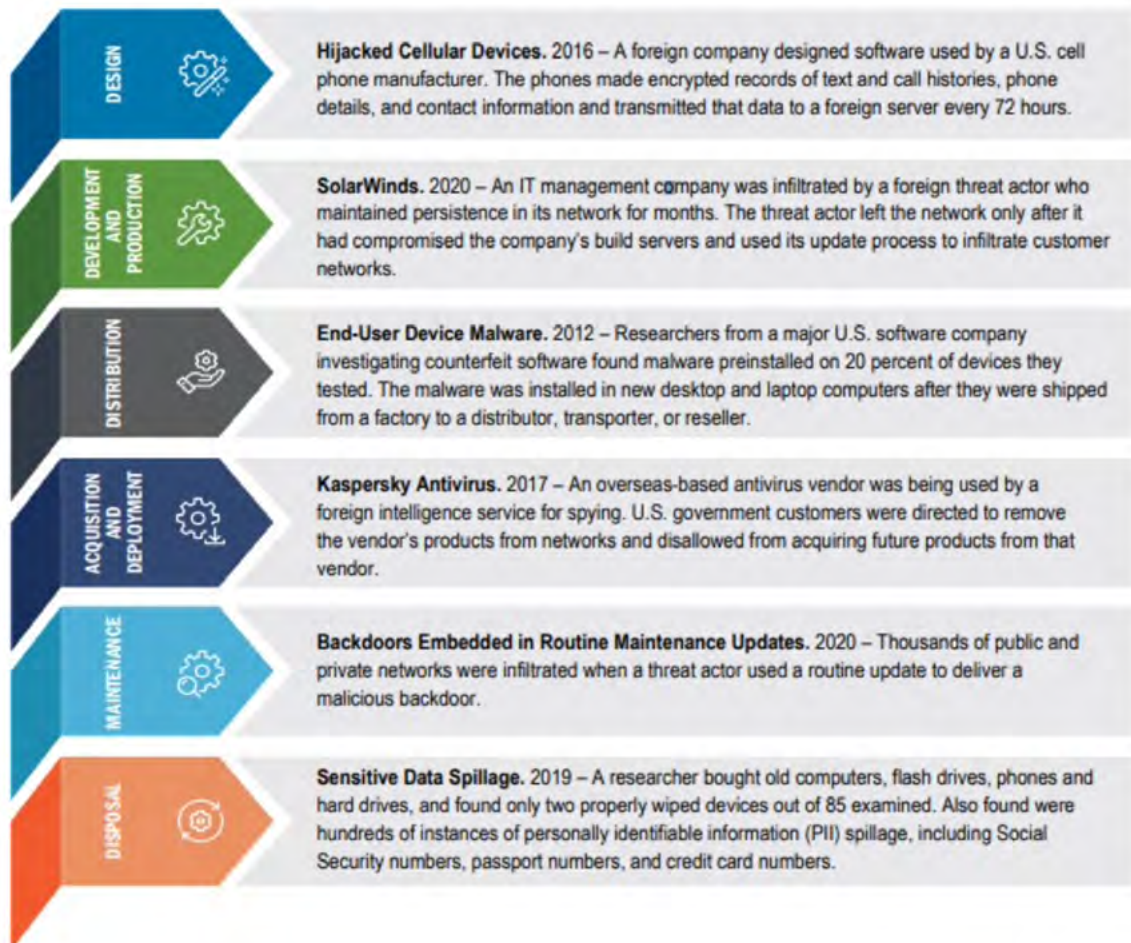 DESIGN
Hijacked Cellular Devices. 2016 – A foreign company designed software used by a U.S. cell
phone manufacturer. The phones made encrypted records of text and call histories, phone
details, and contact information and transmitted that data to a foreign server every 72 hours.
DEVELOPMENT
AND
PRODUCTION
SolarWinds. 2020 – An IT management company was infiltrated by a foreign threat actor who
maintained persistence in its network for months. The threat actor left the network only after it
had compromised the company's build servers and used its update process to infiltrate customer
networks.
DISTRIBUTION
End-User Device Malware. 2012 – Researchers from a major U.S. software company
investigating counterfeit software found malware preinstalled on 20 percent of devices they
tested. The malware was installed in new desktop and laptop computers after they were shipped
from a factory to a distributor, transporter, or reseller.
ACQUISITION
AND
DEPLOYMENT
Kaspersky Antivirus. 2017 – An overseas-based antivirus vendor was being used by a
foreign intelligence service for spying. U.S. government customers were directed to remove
the vendor's products from networks and disallowed from acquiring future products from that
vendor.
MAINTENANCE
Backdoors Embedded in Routine Maintenance Updates. 2020 – Thousands of public and
private networks were infiltrated when a threat actor used a routine update to deliver a
malicious backdoor.
DISPOSAL
Sensitive Data Spillage. 2019 – A researcher bought old computers, flash drives, phones and
hard drives, and found only two properly wiped devices out of 85 examined. Also found were
hundreds of instances of personally identifiable information (PII) spillage, including Social
Security numbers, passport numbers, and credit card numbers.